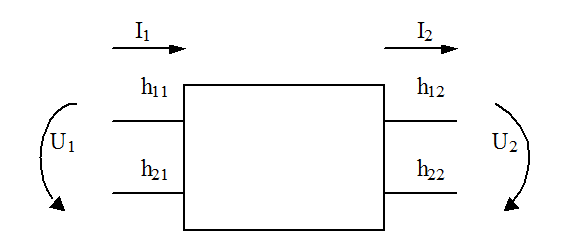 I₁ I₂
h₁₁ h₁₂
U₁ U₂
h₂₁ h₂₂